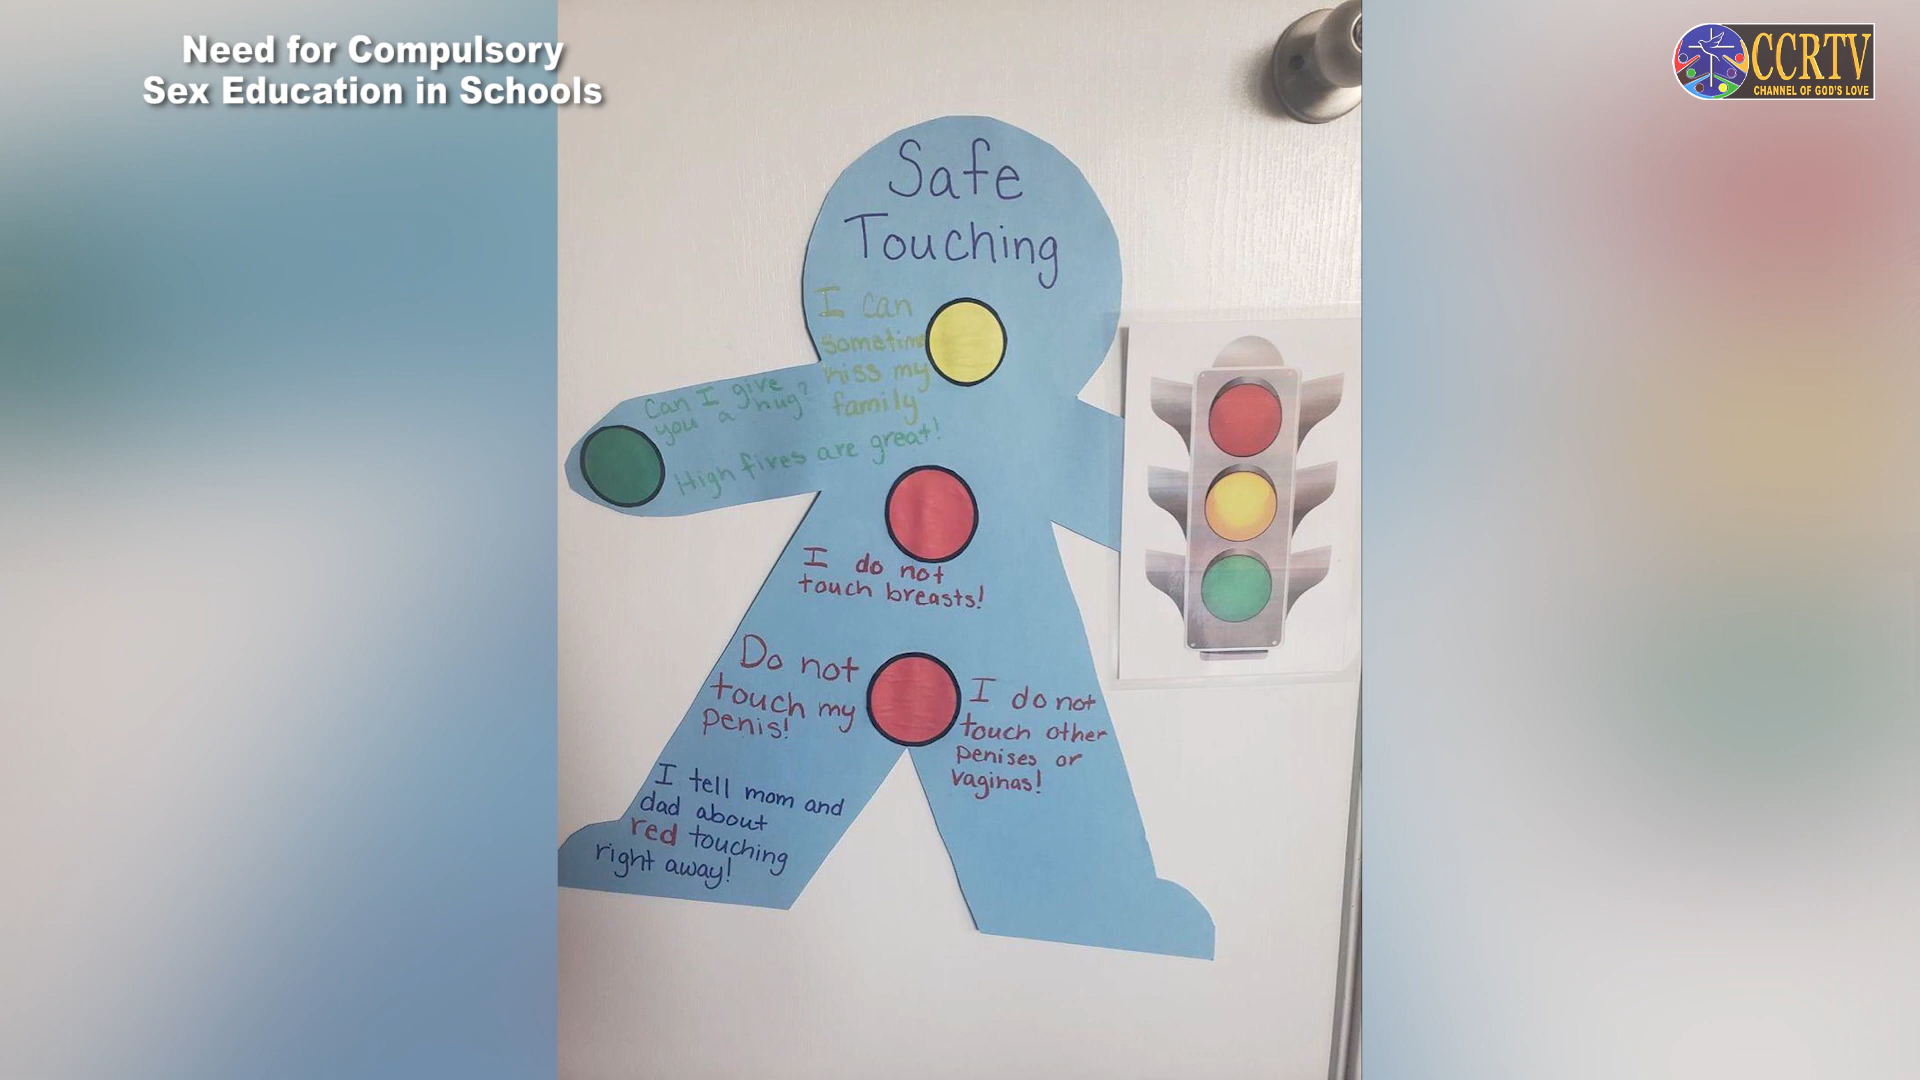 Need for Compulsory
Sex Education in Schools
CCRTV
CHANNEL OF GOD'S LOVE
Safe
Touching
I can
sometim
kiss my
family
Can I give
you a hug?
High fives are great!
I do not
touch breasts!
Do not
touch my
penis!
I do not
touch other
penises or
vaginas!
I tell mom and
dad about
red touching
right away!